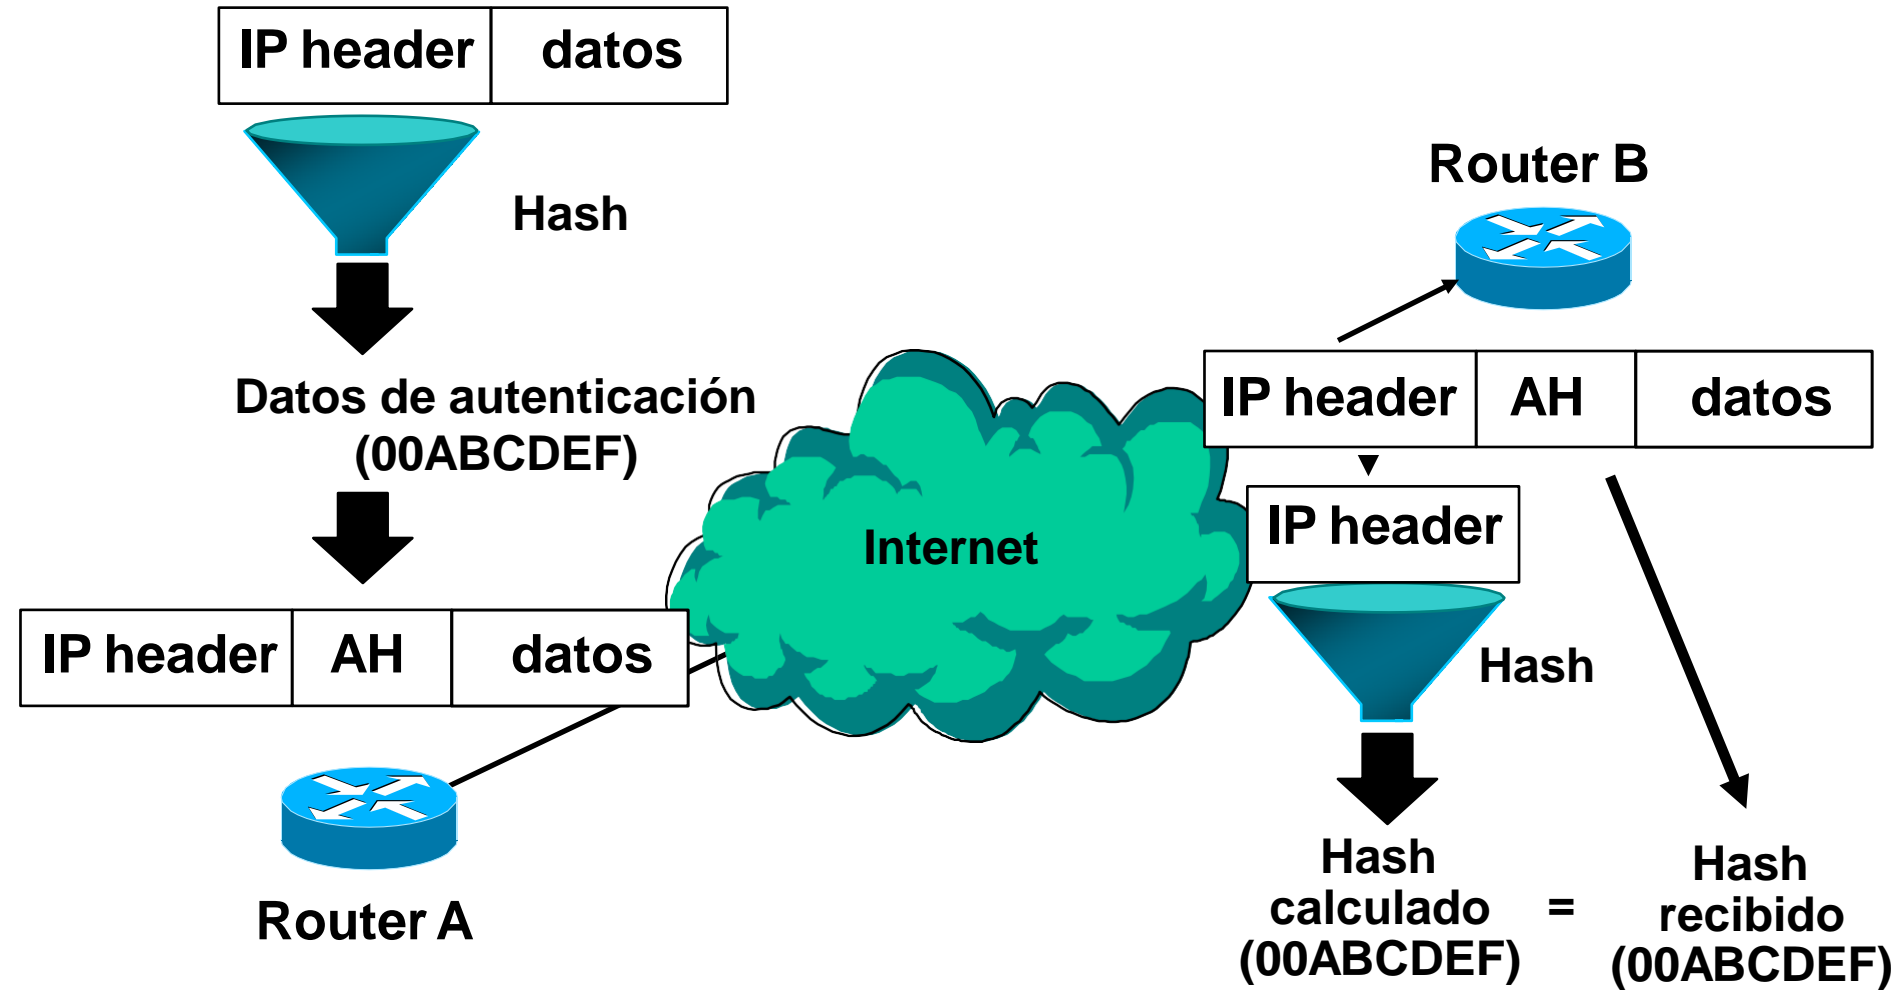 IP header datos
Hash
Datos de autenticación
(00ABCDEF)
IP header AH datos
Router A
Internet
Router B
IP header AH datos
IP header
Hash
Hash
calculado
(00ABCDEF)
=
Hash
recibido
(00ABCDEF)